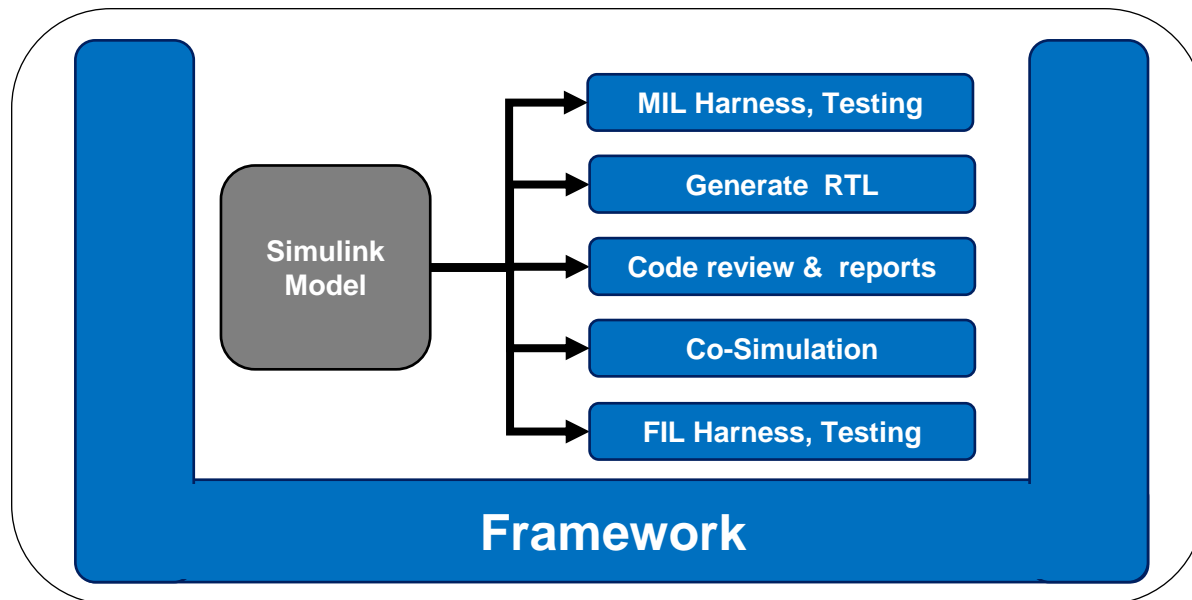 MIL Harness, Testing
Generate  RTL
Simulink
Model
Code review &  reports
Co-Simulation
FIL Harness, Testing
Framework